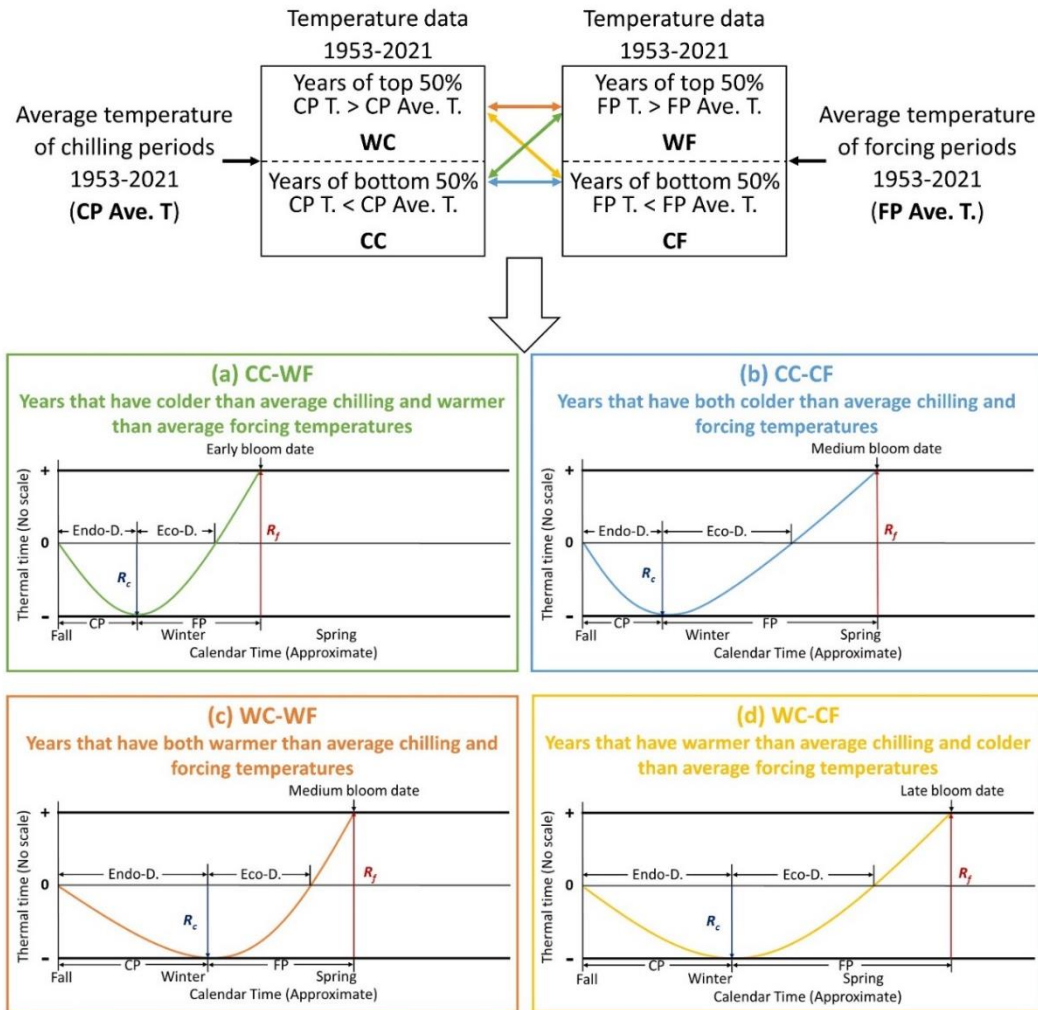 Temperature data
1953-2021
Temperature data
1953-2021
Average temperature
of chilling periods
1953-2021
(CP Ave. T)
Years of top 50%
CP T. > CP Ave. T.
WC
Years of bottom 50%
CP T. < CP Ave. T.
CC
Years of top 50%
FP T. > FP Ave. T.
WF
Years of bottom 50%
FP T. < FP Ave. T.
CF
Average temperature
of forcing periods
1953-2021
(FP Ave. T.)
(a) CC-WF
Years that have colder than average chilling and warmer
than average forcing temperatures
Early bloom date
Thermal time (No scale)
+
0
-
Endo-D.
Eco-D.
Rc
Rf
CP
FP
Fall
Winter
Spring
Calendar Time (Approximate)
(b) CC-CF
Years that have both colder than average chilling and
forcing temperatures
Medium bloom date
Thermal time (No scale)
+
0
-
Endo-D.
Eco-D.
Rc
Rf
CP
FP
Fall
Winter
Spring
Calendar Time (Approximate)
(c) WC-WF
Years that have both warmer than average chilling and
forcing temperatures
Medium bloom date
Thermal time (No scale)
+
0
-
Endo-D.
Eco-D.
Rc
Rf
CP
FP
Fall
Winter
Spring
Calendar Time (Approximate)
(d) WC-CF
Years that have warmer than average chilling and colder
than average forcing temperatures
Late bloom date
Thermal time (No scale)
+
0
-
Endo-D.
Eco-D.
Rc
Rf
CP
FP
Fall
Winter
Spring
Calendar Time (Approximate)